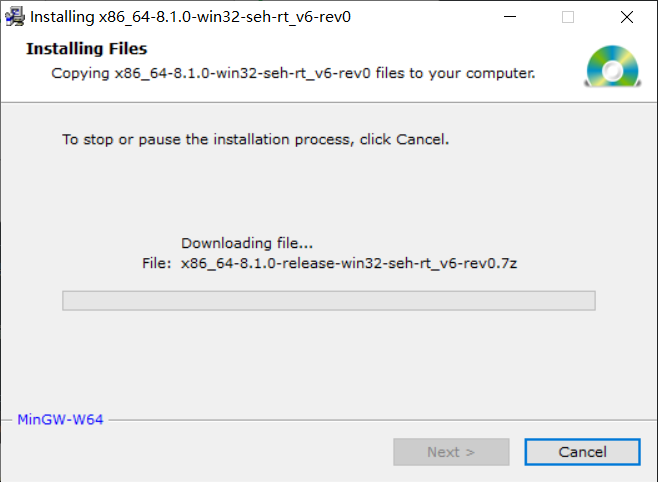 Installing x86_64-8.1.0-win32-seh-rt_v6-rev0
Installing Files
Copying x86_64-8.1.0-win32-seh-rt_v6-rev0 files to your computer.
To stop or pause the installation process, click Cancel.
Downloading file...
File: x86_64-8.1.0-release-win32-seh-rt_v6-rev0.7z
MinGW-W64
Next >
Cancel